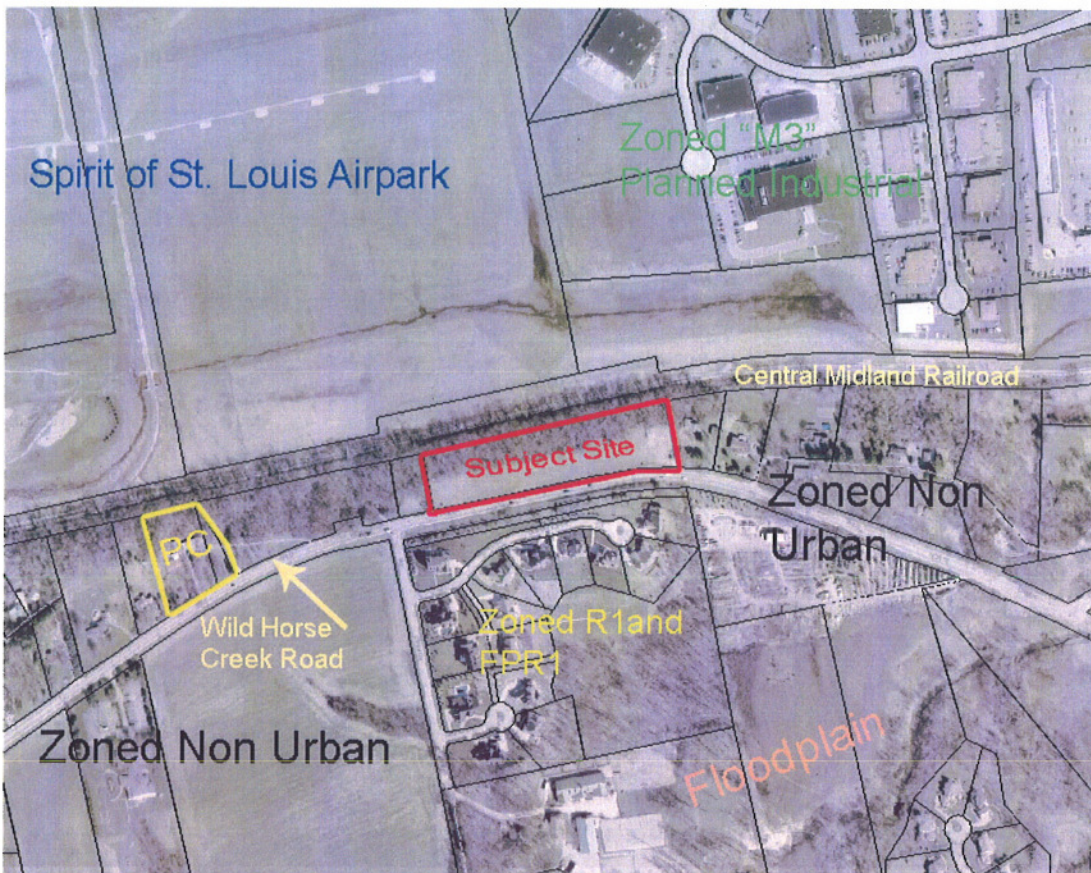 Zoned "M3"
Planned Industrial
Spirit of St. Louis Airpark
Central Midland Railroad
Subject Site
Zoned Non
Urban
PC
Wild Horse
Creek Road
Zoned R1and
FPR1
Zoned Non Urban
Floodplain